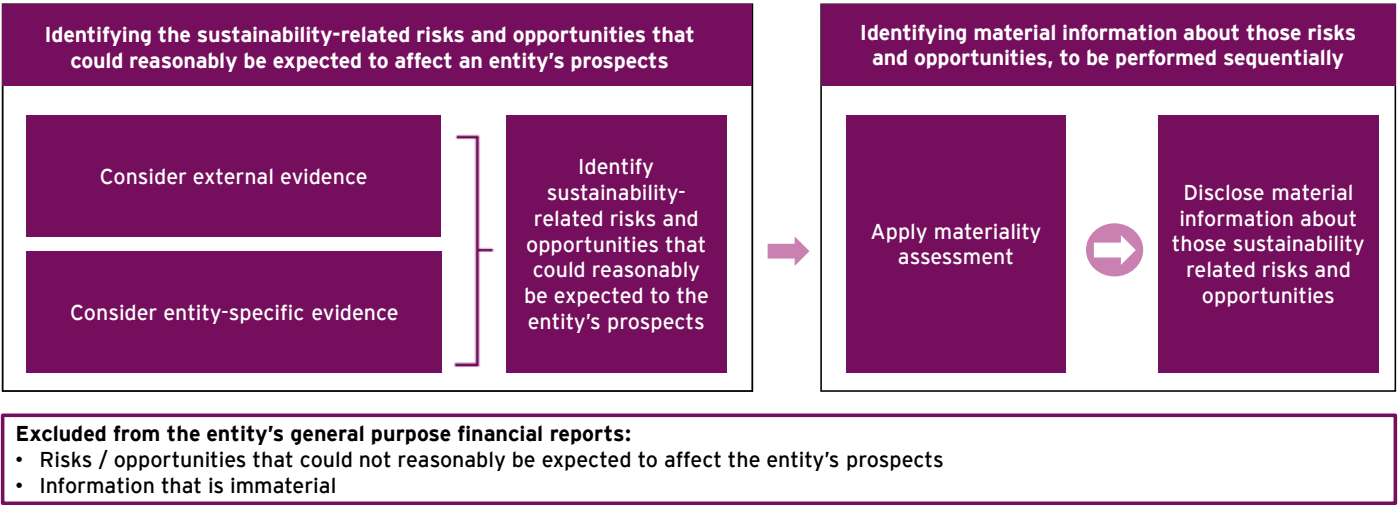 Identifying the sustainability-related risks and opportunities that
could reasonably be expected to affect an entity's prospects
Consider external evidence
Consider entity-specific evidence
Identify
sustainability-
related risks and
opportunities that
could reasonably
be expected to the
entity's prospects
Identifying material information about those risks
and opportunities, to be performed sequentially
Apply materiality
assessment
Disclose material
information about
those sustainability
related risks and
opportunities
Excluded from the entity's general purpose financial reports:
• Risks / opportunities that could not reasonably be expected to affect the entity's prospects
• Information that is immaterial